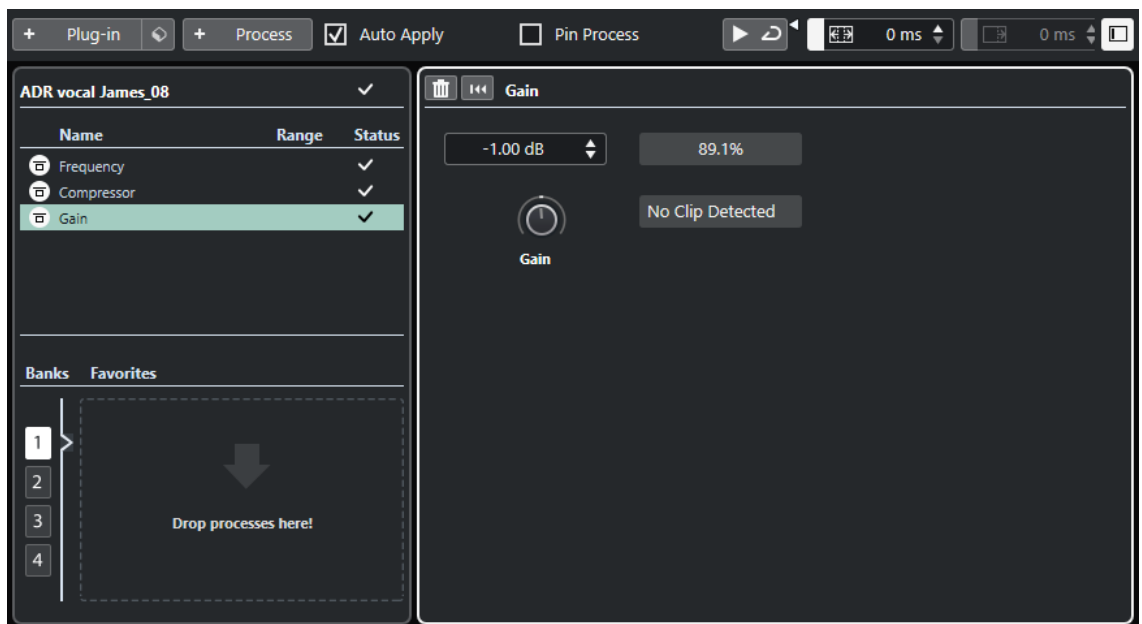 + Plug-in + Process Auto Apply Pin Process 0 ms 0 ms
ADR vocal James_08
Name Range Status
Frequency
Compressor
Gain
Banks Favorites
1
2
3
4
Drop processes here!
Gain
-1.00 dB 89.1%
No Clip Detected
Gain